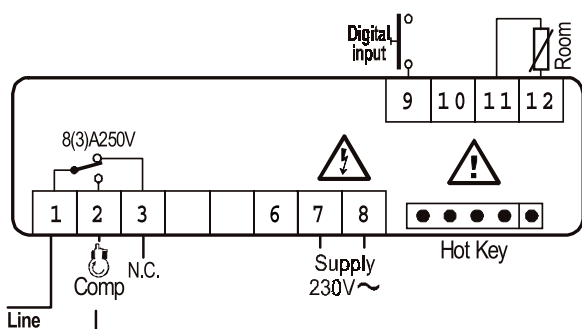 Digital
input
Room
9 10 11 12
8(3)A250V
1 2 3 6 7 8
Hot Key
N.C.
Comp
Supply
230V~
Line